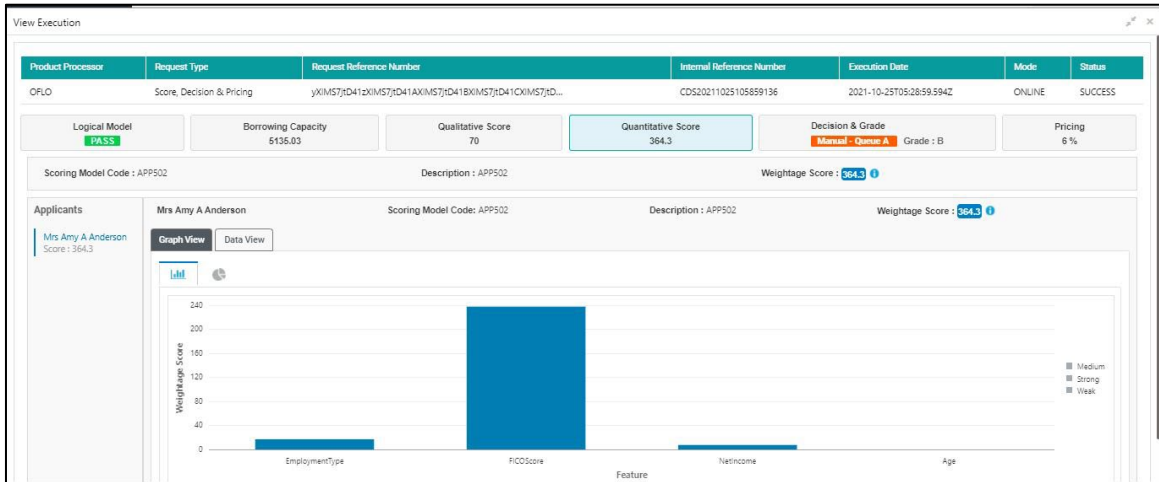 View Execution
Product Processor Request Type Request Reference Number Internal Reference Number Execution Date Mode Status
OFLO Score, Decision & Pricing yXIMS7jtD41zXIMS7jtD41AXIMS7jtD41BXIMS7jtD41CXIMS7jtD... CDS20211025105859136 2021-10-25T05:28:59.594Z ONLINE SUCCESS
Logical Model Borrowing Capacity Qualitative Score Quantitative Score Decision & Grade Pricing
PASS 5135.03 70 364.3 Manual - Queue A Grade : B 6 %
Scoring Model Code : APP502 Description : APP502 Weightage Score : 364.3
Applicants Mrs Amy A Anderson Scoring Model Code: APP502 Description : APP502 Weightage Score : 364.3
Mrs Amy A Anderson
Score : 364.3
Graph View Data View
240
200
160
120
80
40
0
Weightage Score
Medium
Strong
Weak
EmploymentType FICOScore NetIncome Age
Feature